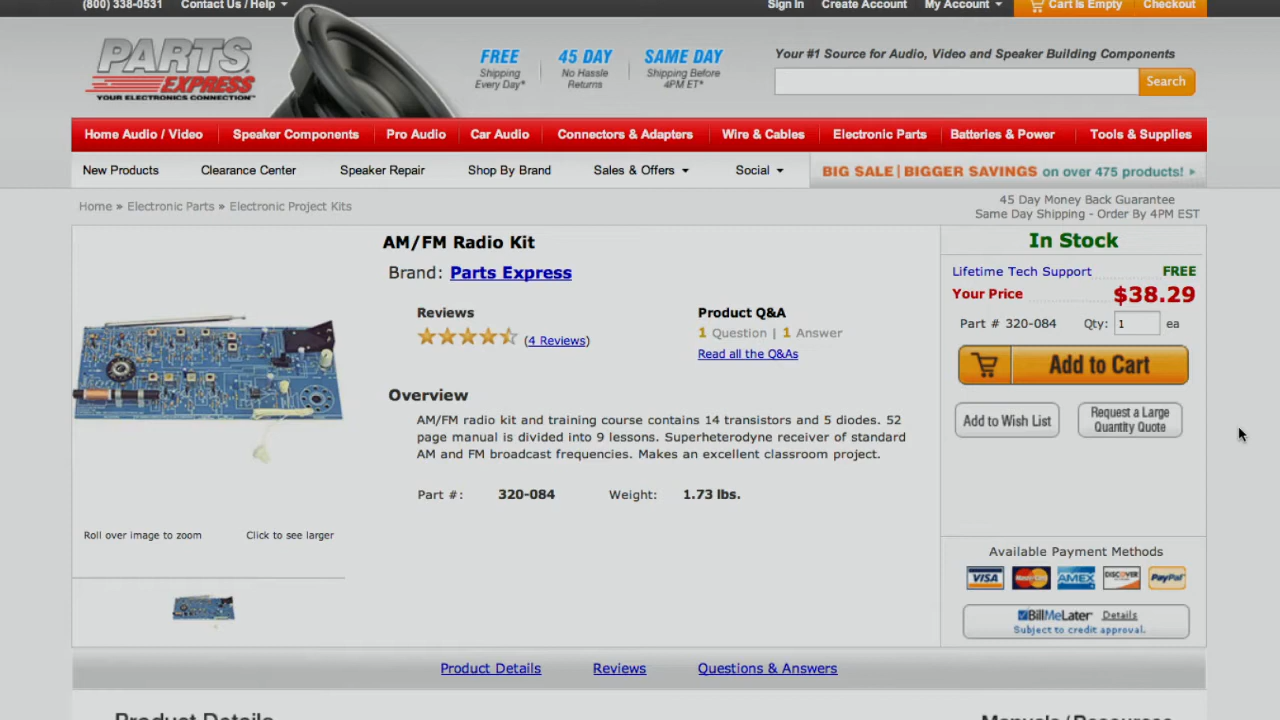 (800) 338-0531 Contact Us / Help Sign In Create Account My Account Cart Is Empty Checkout
PARTS EXPRESS
YOUR ELECTRONICS CONNECTION
FREE Shipping Every Day*
45 DAY No Hassle Returns
SAME DAY Shipping Before 4PM ET*
Your #1 Source for Audio, Video and Speaker Building Components
Search
Home Audio / Video Speaker Components Pro Audio Car Audio Connectors & Adapters Wire & Cables Electronic Parts Batteries & Power Tools & Supplies
New Products Clearance Center Speaker Repair Shop By Brand Sales & Offers Social BIG SALE | BIGGER SAVINGS on over 475 products!
Home » Electronic Parts » Electronic Project Kits
45 Day Money Back Guarantee
Same Day Shipping - Order By 4PM EST
AM/FM Radio Kit
Brand: Parts Express
Reviews
(4 Reviews)
Product Q&A
1 Question | 1 Answer
Read all the Q&As
Overview
AM/FM radio kit and training course contains 14 transistors and 5 diodes. 52
page manual is divided into 9 lessons. Superheterodyne receiver of standard
AM and FM broadcast frequencies. Makes an excellent classroom project.
Part #: 320-084 Weight: 1.73 lbs.
Roll over image to zoom Click to see larger
In Stock
Lifetime Tech Support FREE
Your Price $38.29
Part # 320-084 Qty: 1 ea
Add to Cart
Add to Wish List
Request a Large
Quantity Quote
Available Payment Methods
VISA MasterCard AMEX DISCOVER PayPal
BillMeLater Details
Subject to credit approval.
Product Details Reviews Questions & Answers
Product Details Manuals/Resources